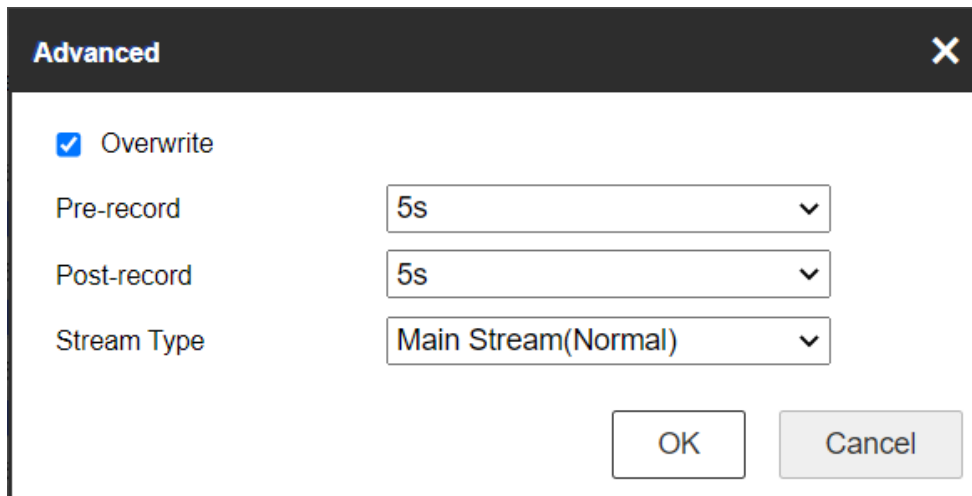 Advanced
Overwrite
Pre-record 5s
Post-record 5s
Stream Type Main Stream(Normal)
OK Cancel